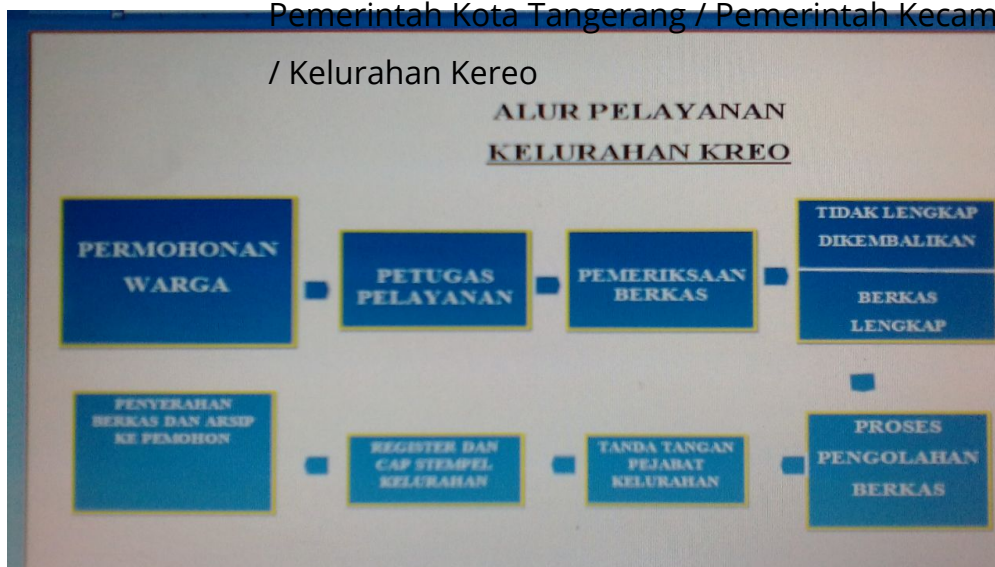 Pemerintah Kota Tangerang / Pemerintah Kecam
/ Kelurahan Kereo
ALUR PELAYANAN
KELURAHAN KREO
PERMOHONAN
WARGA
PETUGAS
PELAYANAN
PEMERIKSAAN
BERKAS
TIDAK LENGKAP
DIKEMBALIKAN
BERKAS
LENGKAP
PROSES
PENGOLAHAN
BERKAS
TANDA TANGAN
PEJABAT
KELURAHAN
REGISTER DAN
CAP STEMPEL
KELURAHAN
PENYERAHAN
BERKAS DAN ARSIP
KE PEMOHON